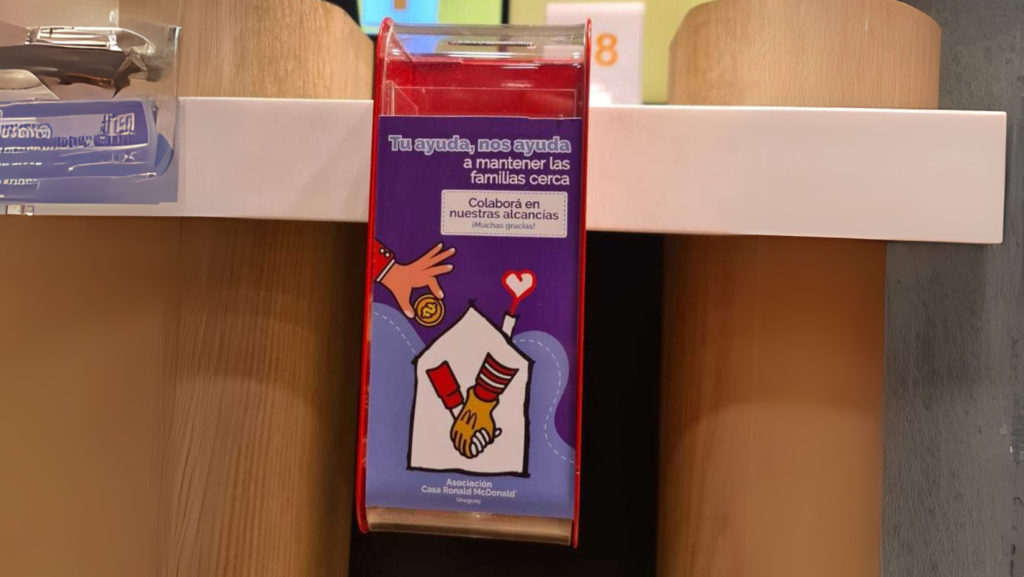 8
Tu ayuda, nos ayuda
a mantener las
familias cerca
Colaborá en
nuestras alcancías
¡Muchas gracias!
Asociación
Casa Ronald McDonald
Uruguay